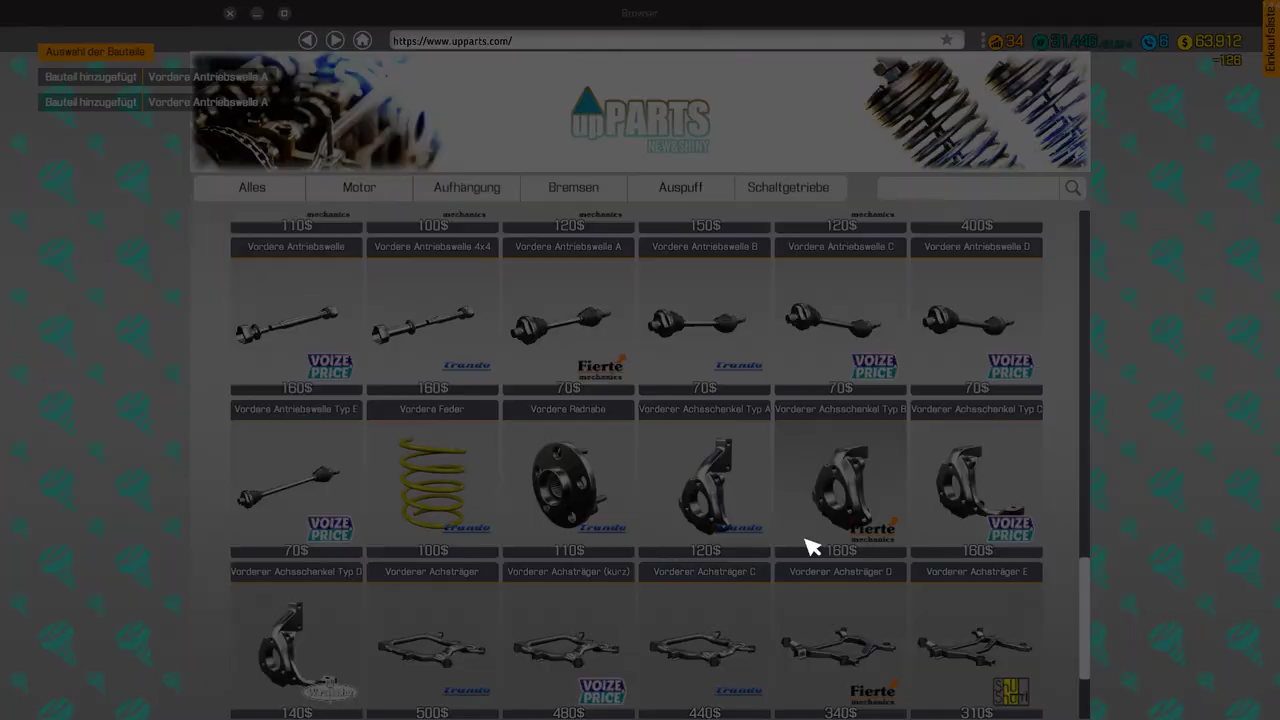 Browser
https://www.upparts.com/
34
6
63,912
-126
Einkaufsliste
Auswahl der Bauteile
Bauteil hinzugefügt Vordere Antriebswelle A
Bauteil hinzugefügt Vordere Antriebswelle A
upPARTS
NEW&SHINY
Alles Motor Aufhängung Bremsen Auspuff Schaltgetriebe
mechanics mechanics mechanics mechanics
110$ 100$ 120$ 150$ 120$ 400$
Vordere Antriebswelle Vordere Antriebswelle 4x4 Vordere Antriebswelle A Vordere Antriebswelle B Vordere Antriebswelle C Vordere Antriebswelle D
VOIZE PRICE Fierte mechanics VOIZE PRICE VOIZE PRICE
160$ 160$ 70$ 70$ 70$ 70$
Vordere Antriebswelle Typ E Vordere Feder Vordere Radnabe Vorderer Achsschenkel Typ A Vorderer Achsschenkel Typ B Vorderer Achsschenkel Typ C
VOIZE PRICE Fierte mechanics VOIZE PRICE
70$ 100$ 110$ 120$ 160$ 160$
Vorderer Achsschenkel Typ D Vorderer Achsträger Vorderer Achsträger (kurz) Vorderer Achsträger C Vorderer Achsträger D Vorderer Achsträger E
VOIZE PRICE Fierte mechanics
140$ 500$ 480$ 440$ 340$ 310$